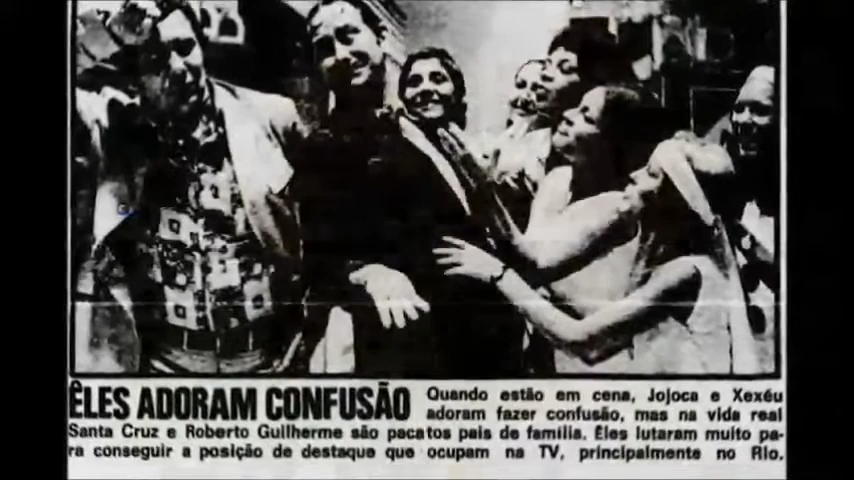 ÊLES ADORAM CONFUSÃO
Quando estão em cena, Jojoca e Xexéu
adoram fazer confusão, mas na vida real
Santa Cruz e Roberto Guilherme são pacatos pais de família. Êles lutaram muito pa-
ra conseguir a posição de destaque que ocupam na TV, principalmente no Rio.